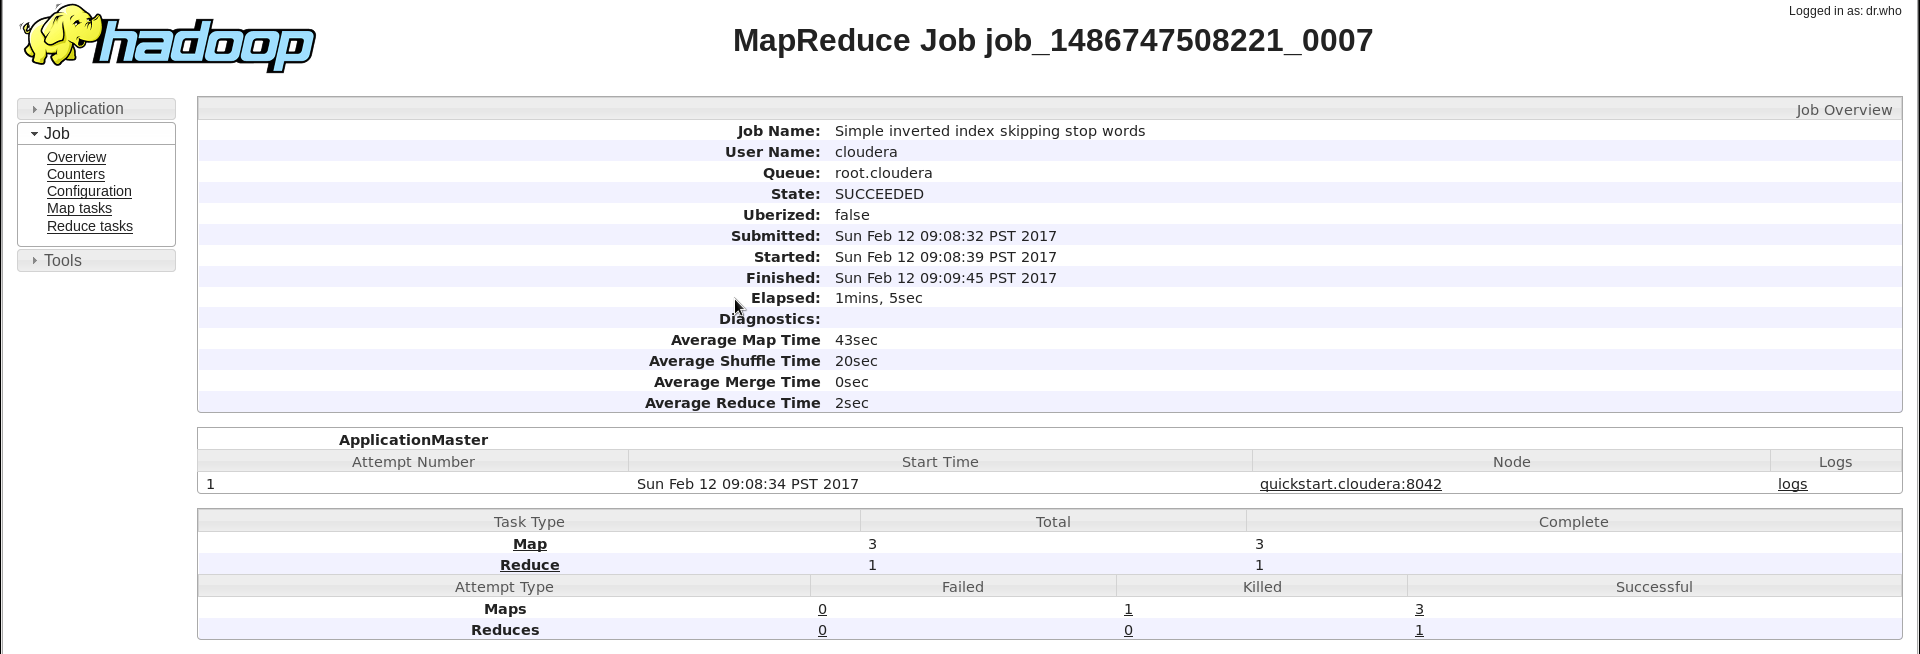 Logged in as: dr.who
hadoop
MapReduce Job job_1486747508221_0007
Application
Job
Overview
Counters
Configuration
Map tasks
Reduce tasks
Tools
Job Overview
Job Name: Simple inverted index skipping stop words
User Name: cloudera
Queue: root.cloudera
State: SUCCEEDED
Uberized: false
Submitted: Sun Feb 12 09:08:32 PST 2017
Started: Sun Feb 12 09:08:39 PST 2017
Finished: Sun Feb 12 09:09:45 PST 2017
Elapsed: 1mins, 5sec
Diagnostics:
Average Map Time 43sec
Average Shuffle Time 20sec
Average Merge Time 0sec
Average Reduce Time 2sec
ApplicationMaster
Attempt Number Start Time Node Logs
1 Sun Feb 12 09:08:34 PST 2017 quickstart.cloudera:8042 logs
Task Type Total Complete
Map 3 3
Reduce 1 1
Attempt Type Failed Killed Successful
Maps 0 1 3
Reduces 0 0 1